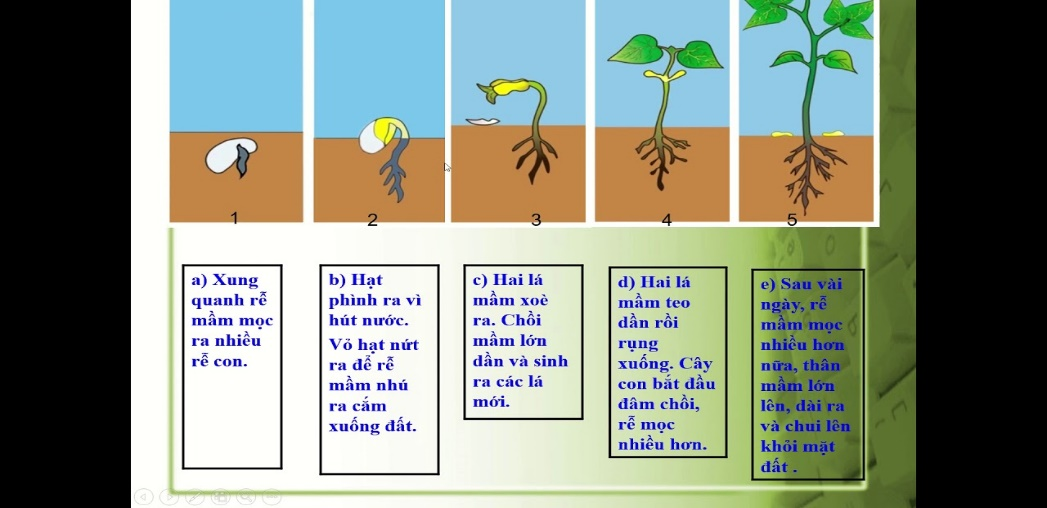 1
2
3
4
5
a) Xung
quanh rễ
mầm mọc
ra nhiều
rễ con.
b) Hạt
phình ra vì
hút nước.
Vỏ hạt nứt
ra để rễ
mầm nhú
ra cắm
xuống đất.
c) Hai lá
mầm xoè
ra. Chồi
mầm lớn
dần và sinh
ra các lá
mới.
d) Hai lá
mầm teo
dần rồi
rụng
xuống. Cây
con bắt đầu
đâm chồi,
rễ mọc
nhiều hơn.
e) Sau vài
ngày, rễ
mầm mọc
nhiều hơn
nữa, thân
mầm lớn
lên, dài ra
và chui lên
khỏi mặt
đất .